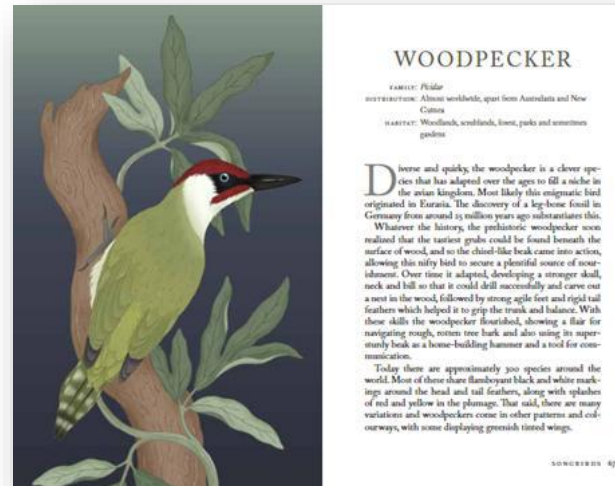 WOODPECKER
FAMILY: Picidae
DISTRIBUTION: Almost worldwide, apart from Australasia and New
Guinea
HABITAT: Woodlands, scrublands, forest, parks and sometimes
gardens
Diverse and quirky, the woodpecker is a clever spe-
cies that has adapted over the ages to fill a niche in
the avian kingdom. Most likely this enigmatic bird
originated in Eurasia. The discovery of a leg-bone fossil in
Germany from around 25 million years ago substantiates this.
Whatever the history, the prehistoric woodpecker soon
realized that the tastiest grubs could be found beneath the
surface of wood, and so the chisel-like beak came into action,
allowing this nifty bird to secure a plentiful source of nour-
ishment. Over time it adapted, developing a stronger skull,
neck and bill so that it could drill successfully and carve out
a nest in the wood, followed by strong agile feet and rigid tail
feathers which helped it to grip the trunk and balance. With
these skills the woodpecker flourished, showing a flair for
navigating rough, rotten tree bark and also using its super-
sturdy beak as a home-building hammer and a tool for com-
munication.
Today there are approximately 300 species around the
world. Most of these share flamboyant black and white mark-
ings around the head and tail feathers, along with splashes
of red and yellow in the plumage. That said, there are many
variations and woodpeckers come in other patterns and col-
ourways, with some displaying greenish tinted wings.
SONGBIRDS